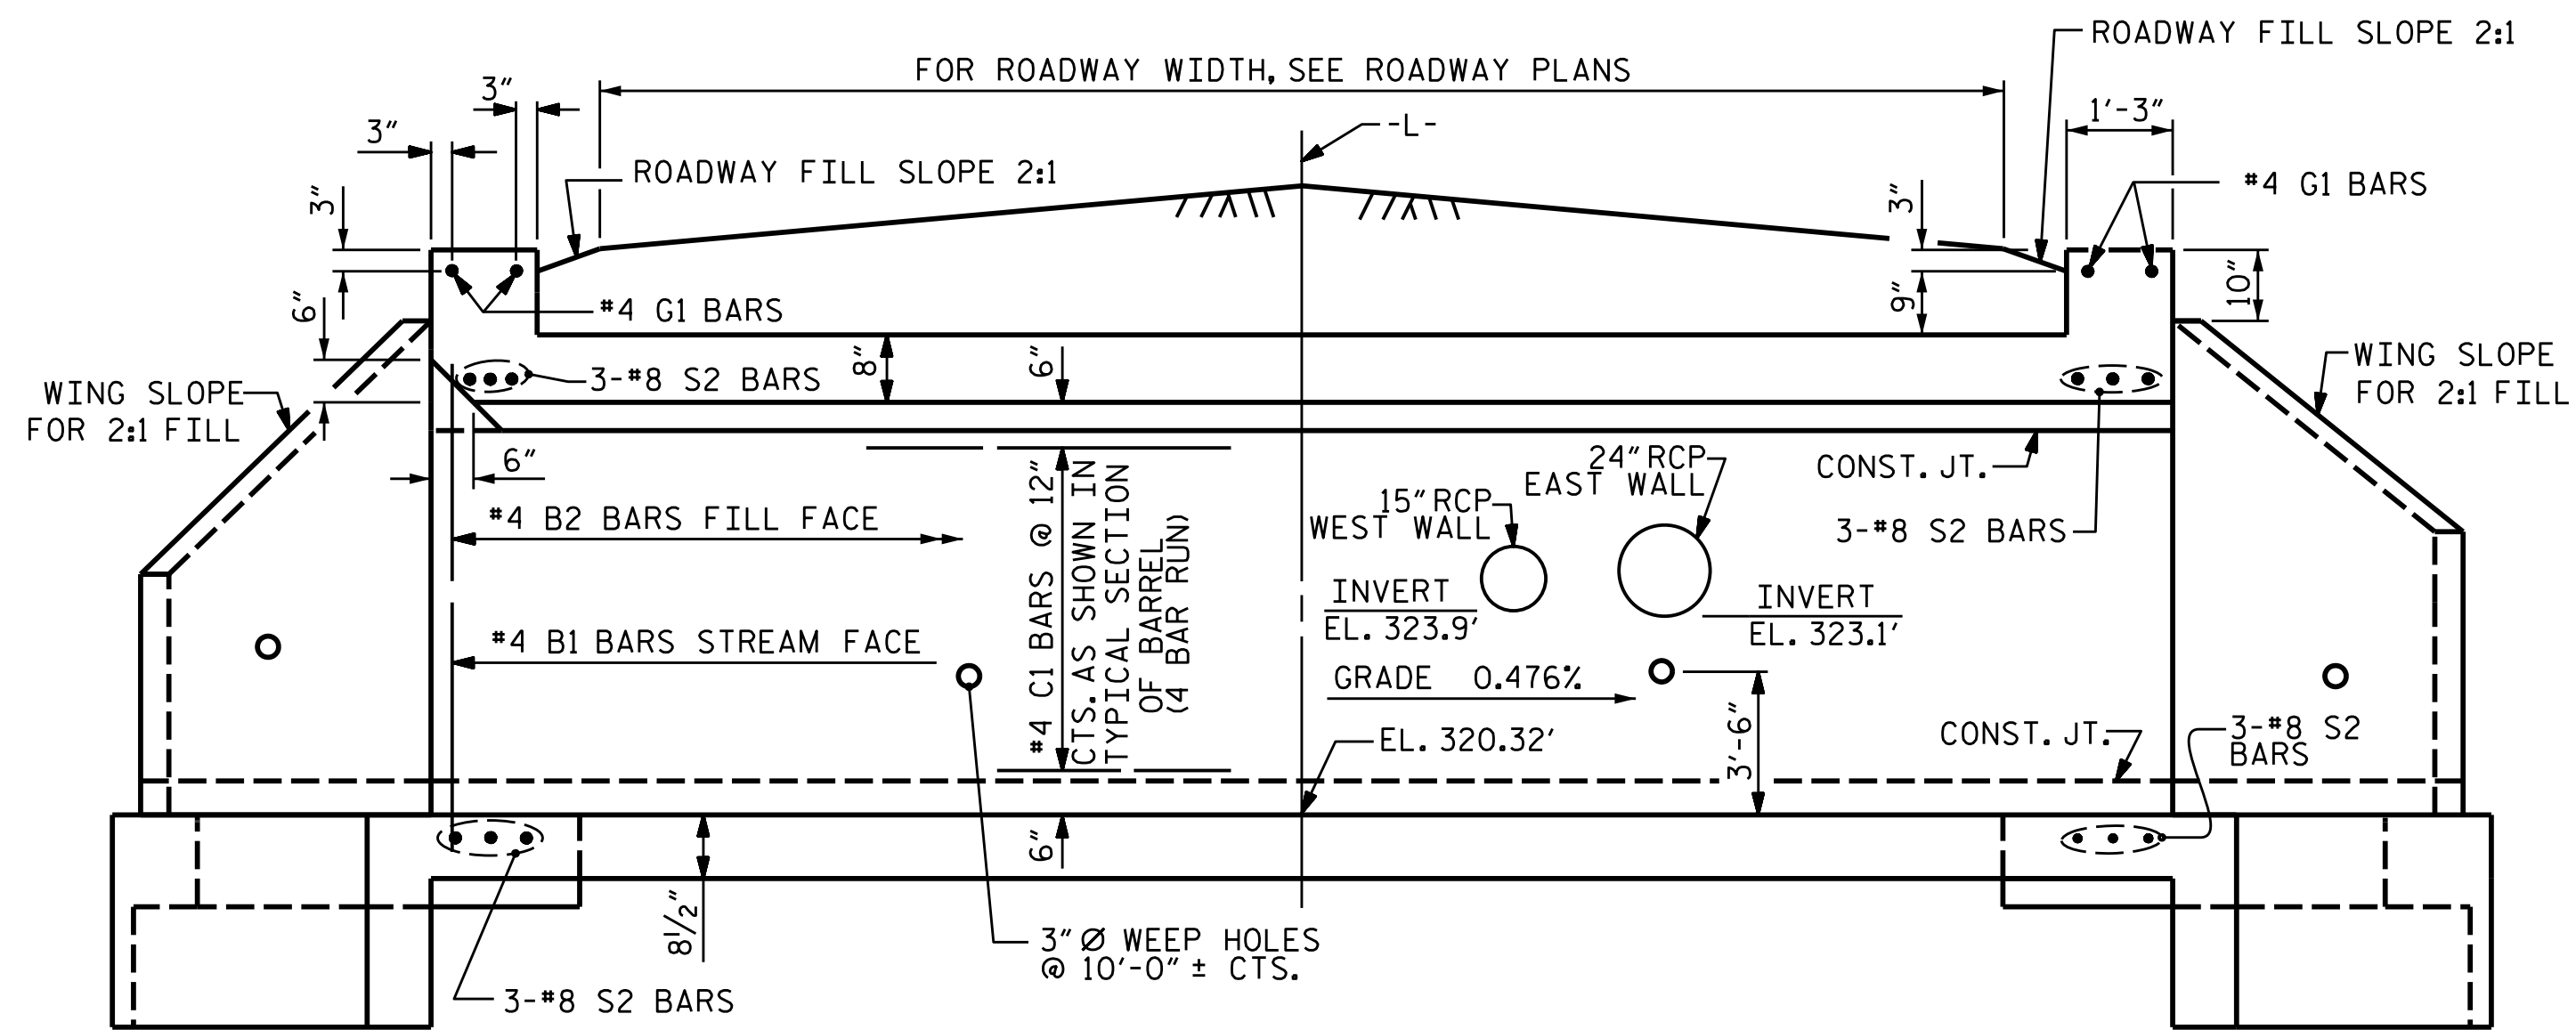 ROADWAY FILL SLOPE 2:1
FOR ROADWAY WIDTH, SEE ROADWAY PLANS
3"
1'-3"
3"
-L-
ROADWAY FILL SLOPE 2:1
#4 G1 BARS
3"
3"
10"
6"
9"
#4 G1 BARS
8"
6"
WING SLOPE
FOR 2:1 FILL
3-#8 S2 BARS
WING SLOPE
FOR 2:1 FILL
6"
24" RCP
EAST WALL
CONST. JT.
15" RCP
WEST WALL
#4 B2 BARS FILL FACE
3-#8 S2 BARS
#4 C1 BARS @ 12"
CTS. AS SHOWN IN
TYPICAL SECTION
OF BARREL
(4 BAR RUN)
INVERT
EL. 323.9'
INVERT
EL. 323.1'
#4 B1 BARS STREAM FACE
GRADE 0.476%
3'-6"
EL. 320.32'
CONST. JT.
3-#8 S2
BARS
6"
8 1/2"
3" Ø WEEP HOLES
@ 10'-0" ± CTS.
3-#8 S2 BARS